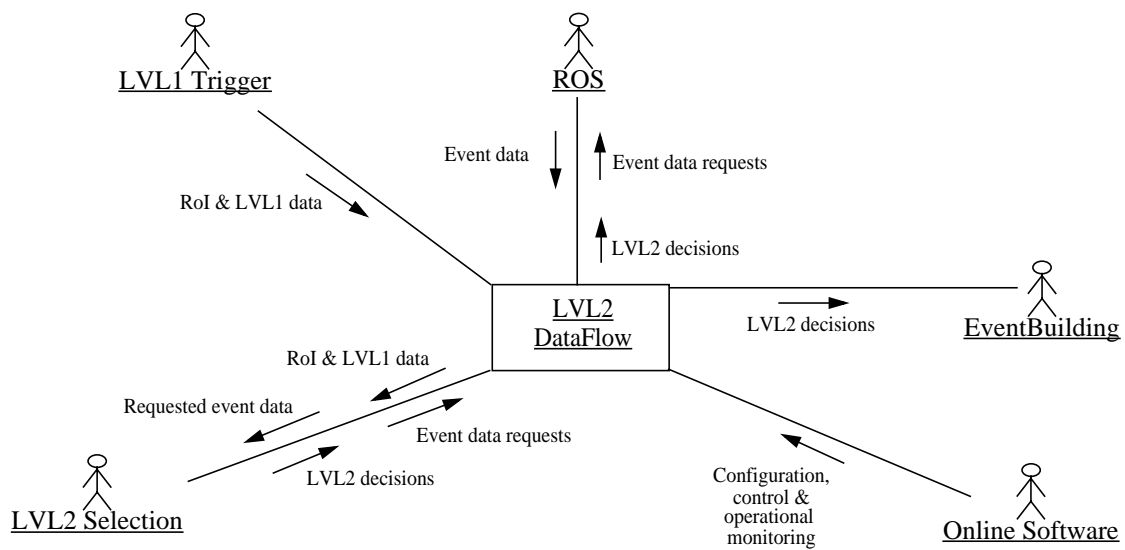 LVL1 Trigger
ROS
Event data
Event data requests
RoI & LVL1 data
LVL2 decisions
LVL2
DataFlow
LVL2 decisions
EventBuilding
RoI & LVL1 data
Requested event data
Event data requests
LVL2 decisions
Configuration,
control &
operational
monitoring
LVL2 Selection
Online Software